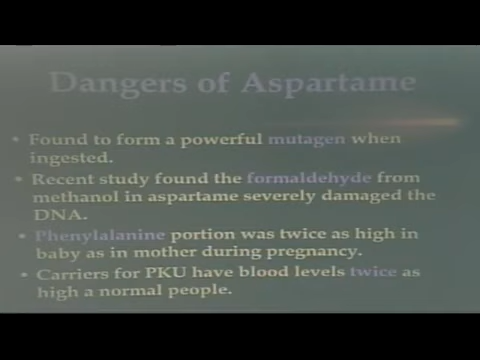 Dangers of Aspartame
• Found to form a powerful mutagen when
ingested.
• Recent study found the formaldehyde from
methanol in aspartame severely damaged the
DNA.
• Phenylalanine portion was twice as high in
baby as in mother during pregnancy.
• Carriers for PKU have blood levels twice as
high a normal people.